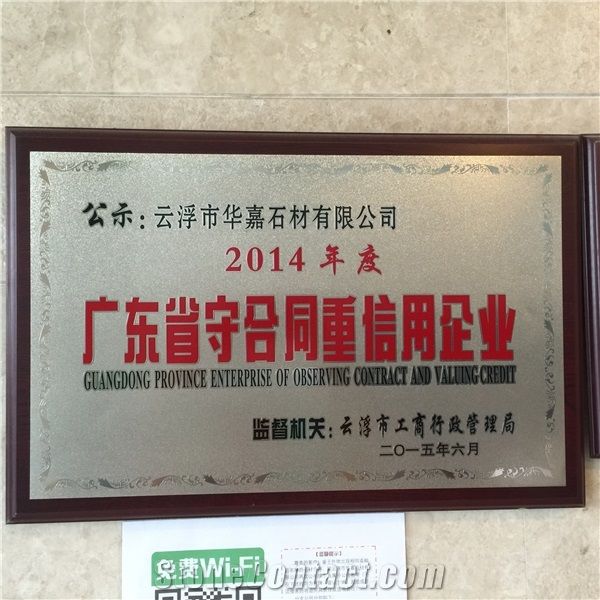 公示：云浮市华嘉石材有限公司
2014 年度
广东省守合同重信用企业
GUANGDONG PROVINCE ENTERPRISE OF OBSERVING CONTRACT AND VALUING CREDIT
监督机关：云浮市工商行政管理局
二〇一五年六月
免费Wi-Fi
StoneContact.com